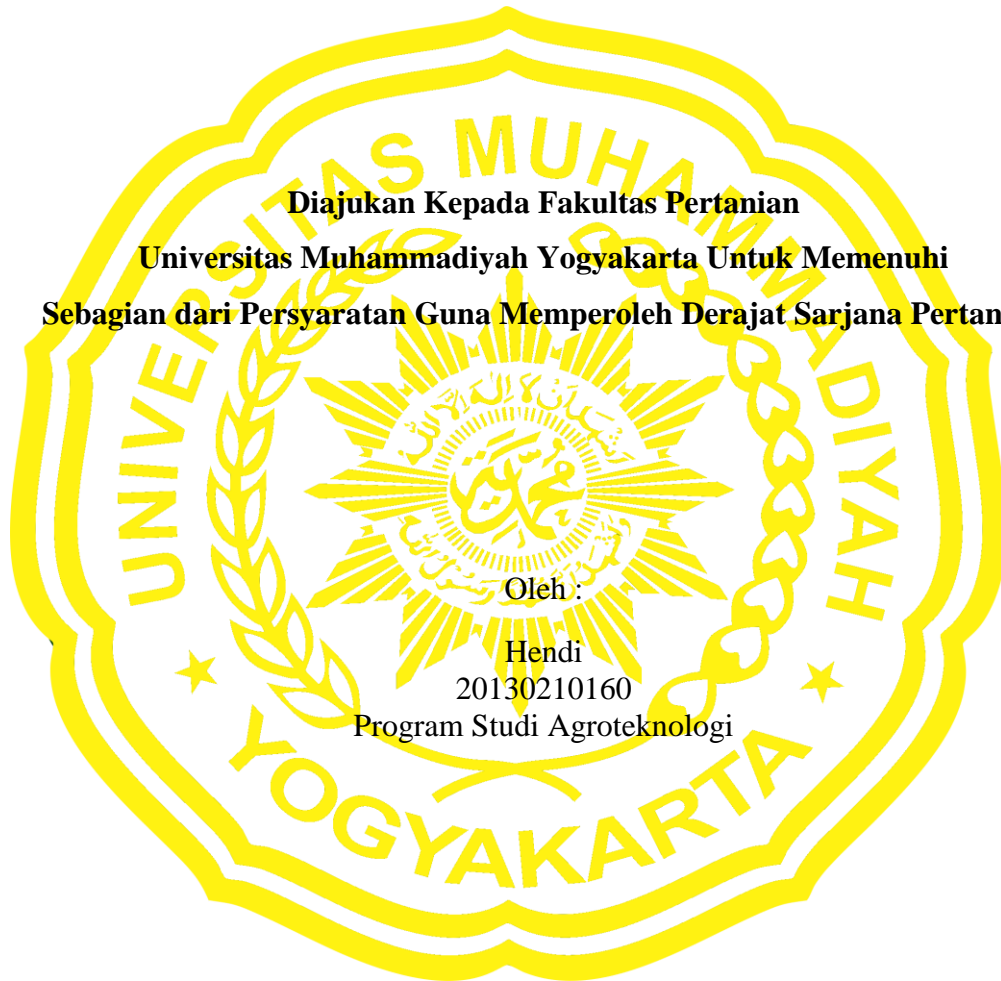 UNIVERSITAS MUHAMMADIYAH
Diajukan Kepada Fakultas Pertanian
Universitas Muhammadiyah Yogyakarta Untuk Memenuhi
Sebagian dari Persyaratan Guna Memperoleh Derajat Sarjana Pertan
محمد
Oleh :
Hendi
20130210160
Program Studi Agroteknologi
YOGYAKARTA